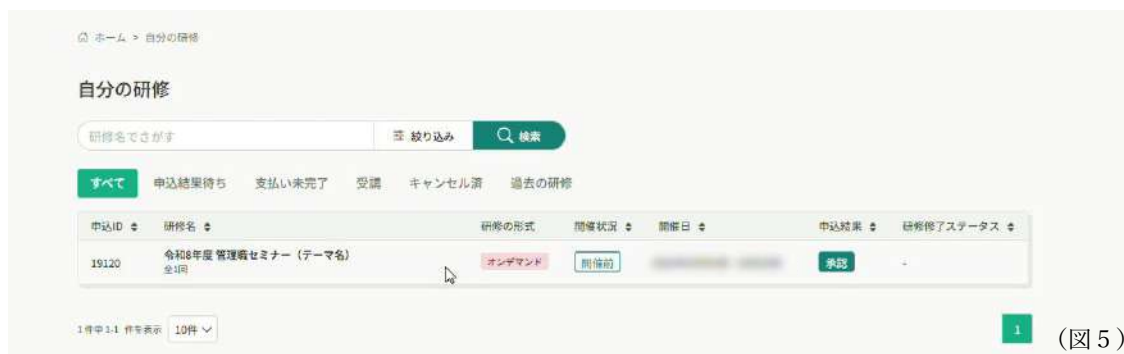 ホーム > 自分の研修
自分の研修
研修名でさがす 絞り込み 検索
すべて 申込結果待ち 支払い未完了 受講 キャンセル済 過去の研修
申込ID 研修名 研修の形式 開催状況 開催日 申込結果 研修修了ステータス
19120 令和8年度 管理職セミナー（テーマ名） オンデマンド 開催前 承認 -
全1回
1件中 1-1 件を表示 10件 1
（図５）